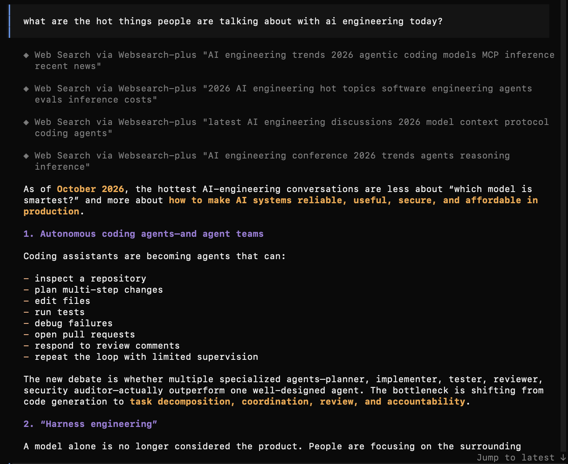 what are the hot things people are talking about with ai engineering today?
◆ Web Search via Websearch-plus "AI engineering trends 2026 agentic coding models MCP inference
recent news"
◆ Web Search via Websearch-plus "2026 AI engineering hot topics software engineering agents
evals inference costs"
◆ Web Search via Websearch-plus "latest AI engineering discussions 2026 model context protocol
coding agents"
◆ Web Search via Websearch-plus "AI engineering conference 2026 trends agents reasoning
inference"
As of October 2026, the hottest AI-engineering conversations are less about “which model is
smartest?” and more about how to make AI systems reliable, useful, secure, and affordable in
production.
1. Autonomous coding agents—and agent teams
Coding assistants are becoming agents that can:
– inspect a repository
– plan multi-step changes
– edit files
– run tests
– debug failures
– open pull requests
– respond to review comments
– repeat the loop with limited supervision
The new debate is whether multiple specialized agents—planner, implementer, tester, reviewer,
security auditor—actually outperform one well-designed agent. The bottleneck is shifting from
code generation to task decomposition, coordination, review, and accountability.
2. “Harness engineering”
A model alone is no longer considered the product. People are focusing on the surrounding
Jump to latest ↓